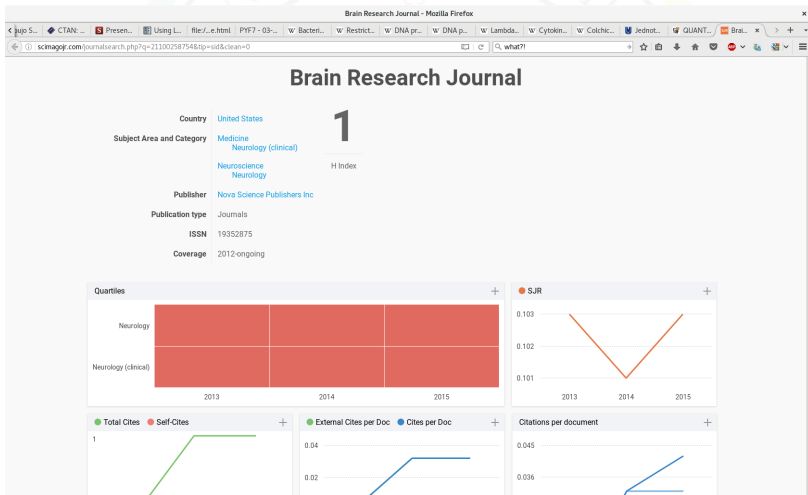 Brain Research Journal - Mozilla Firefox
ujo S... CTAN: ... Presen... Using L... file:/...e.html PYF7 - 03-... Bacteri... Restrict... DNA pr... DNA p... Lambda... Cytokin... Colchic... Jednot... QUANT... Brai...
scimagojr.com/journalsearch.php?q=21100258754&tip=sid&clean=0 what?!
Brain Research Journal
Country United States
Subject Area and Category Medicine
Neurology (clinical)
Neuroscience
Neurology
1
H Index
Publisher Nova Science Publishers Inc
Publication type Journals
ISSN 19352875
Coverage 2012-ongoing
Quartiles
Neurology
Neurology (clinical)
2013 2014 2015
SJR
0.103
0.102
0.101
2013 2014 2015
Total Cites Self-Cites
1
External Cites per Doc Cites per Doc
0.04
0.02
Citations per document
0.045
0.036